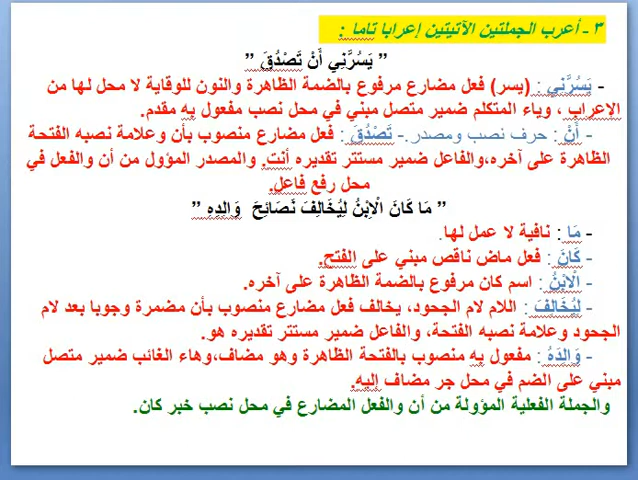 ٣ - أعرب الجملتين الآتيتين إعرابا تاما :
" يَسُرَّنِي أَنْ تَصْدُقَ "
- يَسُرَّنِي : (يسر) فعل مضارع مرفوع بالضمة الظاهرة والنون للوقاية لا محل لها من
الإعراب ، وياء المتكلم ضمير متصل مبني في محل نصب مفعول به مقدم.
- أَنْ : حرف نصب ومصدر.- تَصْدُقَ : فعل مضارع منصوب بأن وعلامة نصبه الفتحة
الظاهرة على آخره،والفاعل ضمير مستتر تقديره أنت. والمصدر المؤول من أن والفعل في
محل رفع فاعل.
" مَا كَانَ الْاِبْنُ لِيُخَالِفَ نَصَائِحَ وَالِدِهِ "
- مَا : نافية لا عمل لها.
- كَانَ : فعل ماض ناقص مبني على الفتح.
- الْاِبْنُ : اسم كان مرفوع بالضمة الظاهرة على آخره.
- لِيُخَالِفَ : اللام لام الجحود، يخالف فعل مضارع منصوب بأن مضمرة وجوبا بعد لام
الجحود وعلامة نصبه الفتحة، والفاعل ضمير مستتر تقديره هو.
- وَالِدَهُ : مفعول به منصوب بالفتحة الظاهرة وهو مضاف،وهاء الغائب ضمير متصل
مبني على الضم في محل جر مضاف إليه.
والجملة الفعلية المؤولة من أن والفعل المضارع في محل نصب خبر كان.